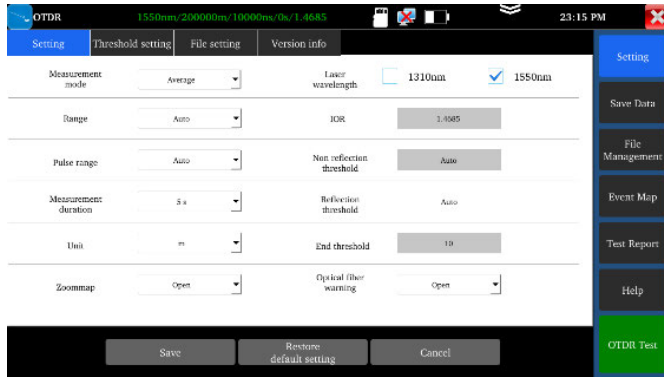 OTDR 1550nm/200000m/10000ns/0s/1.4685 23:15 PM
Setting Threshold setting File setting Version info
Measurement mode Average Laser wavelength 1310nm 1550nm
Range Auto IOR 1.4685
Pulse range Auto Non reflection threshold Auto
Measurement duration 5 s Reflection threshold Auto
Unit m End threshold 10
Zoommap Open Optical fiber warning Open
Save Restore default setting Cancel
Setting
Save Data
File Management
Event Map
Test Report
Help
OTDR Test